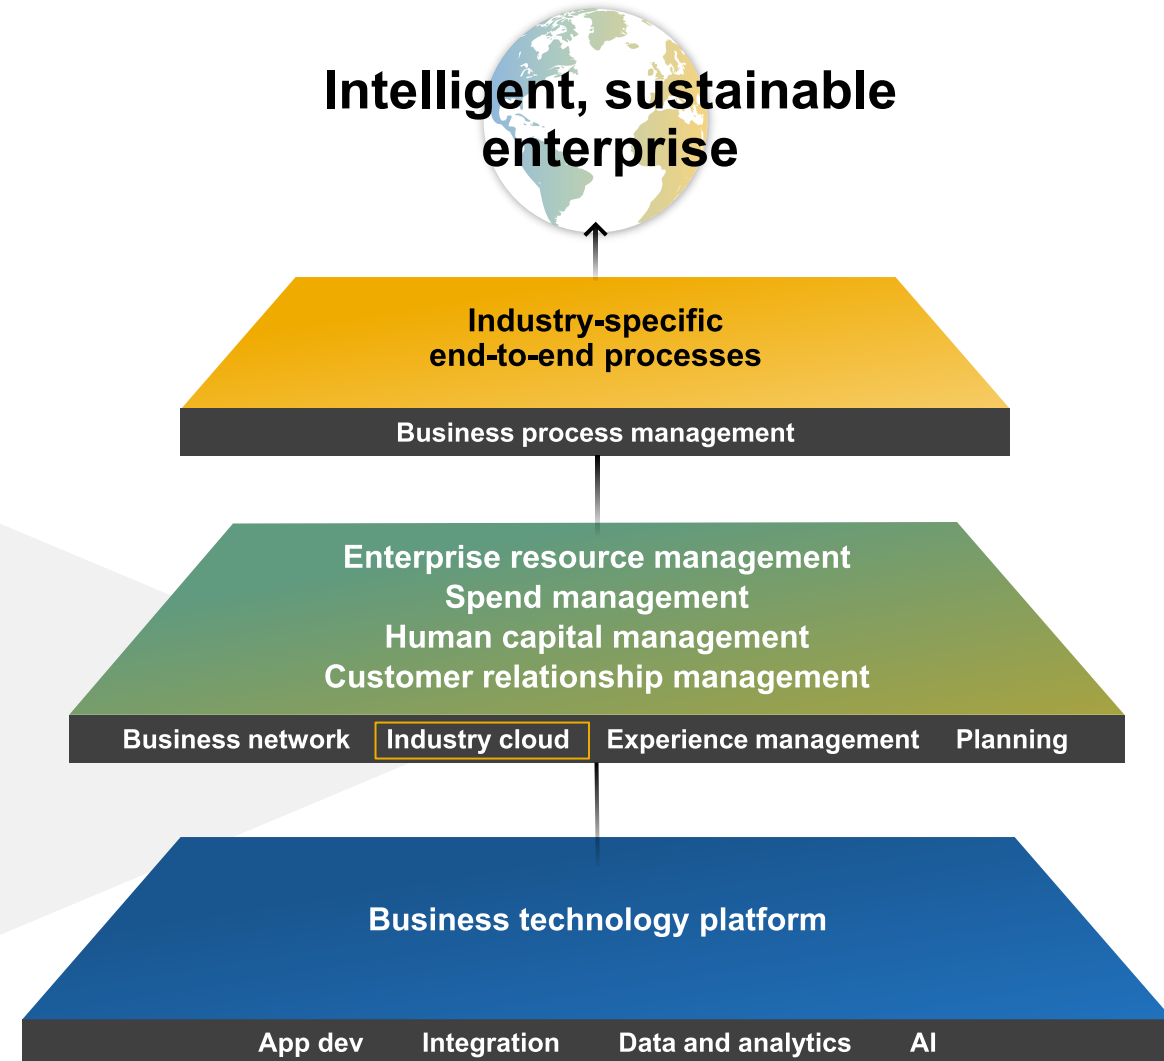 Intelligent, sustainable
enterprise
Industry-specific
end-to-end processes
Business process management
Enterprise resource management
Spend management
Human capital management
Customer relationship management
Business network Industry cloud Experience management Planning
Business technology platform
App dev Integration Data and analytics AI